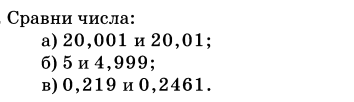 . Сравни числа:
а) 20,001 и 20,01;
б) 5 и 4,999;
в) 0,219 и 0,2461.